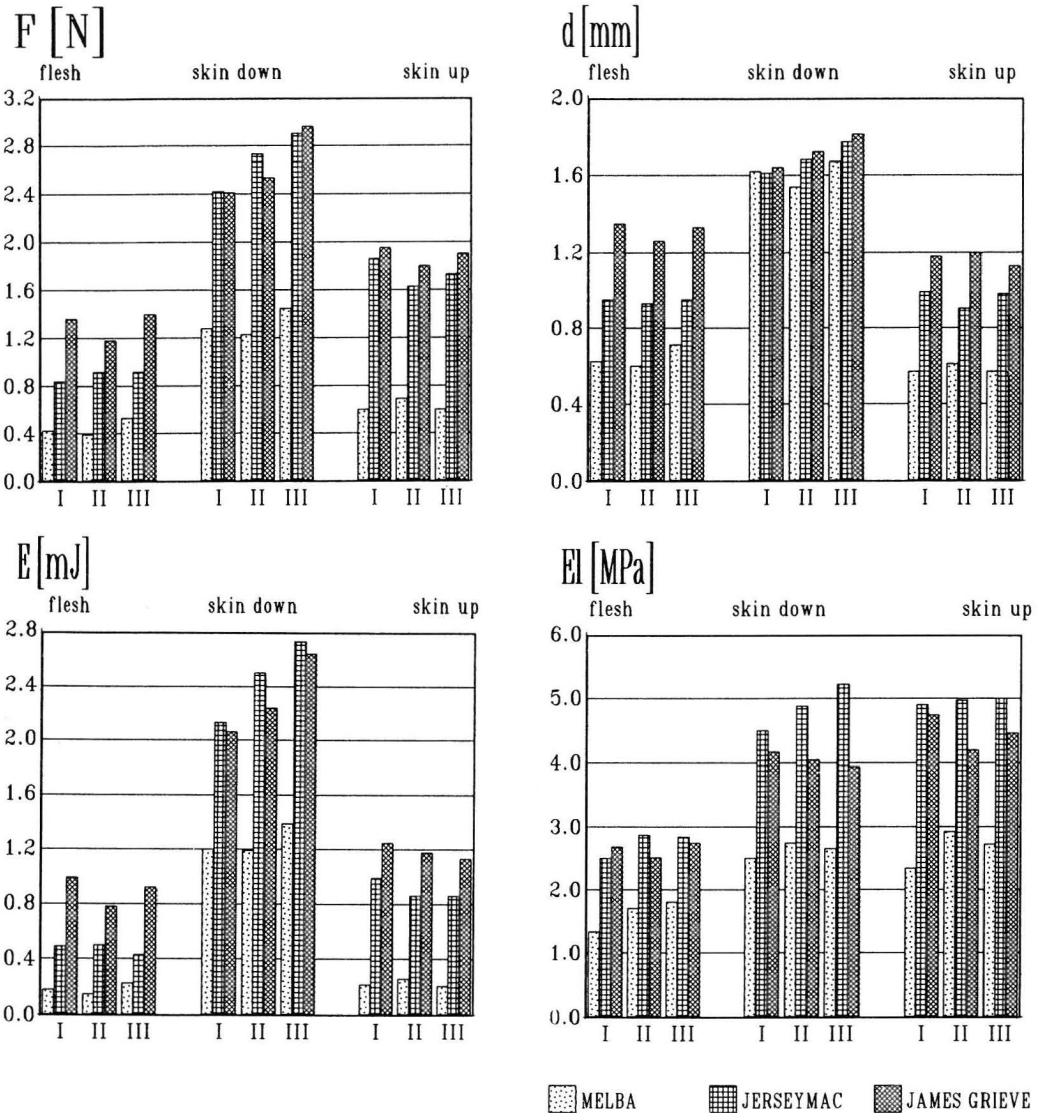 F [N]
flesh skin down skin up
3.2
2.8
2.4
2.0
1.6
1.2
0.8
0.4
0.0
I II III I II III I II III
d [mm]
flesh skin down skin up
2.0
1.6
1.2
0.8
0.4
0.0
I II III I II III I II III
E [mJ]
flesh skin down skin up
2.8
2.4
2.0
1.6
1.2
0.8
0.4
0.0
I II III I II III I II III
El [MPa]
flesh skin down skin up
6.0
5.0
4.0
3.0
2.0
1.0
0.0
I II III I II III I II III
MELBA JERSEYMAC JAMES GRIEVE